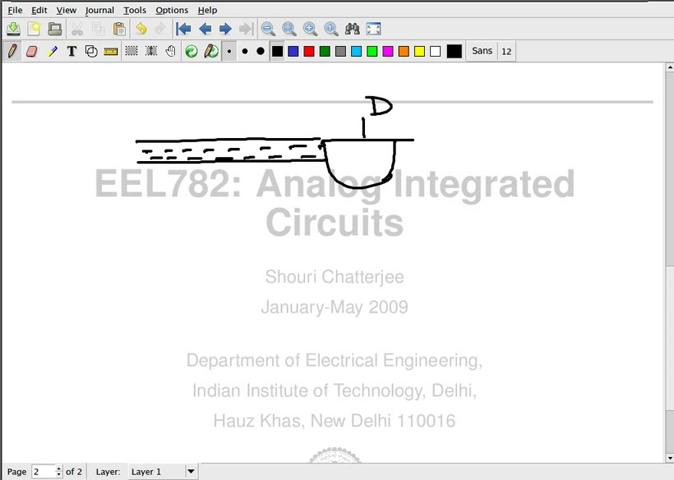 File Edit View Journal Tools Options Help
T Sans 12
D
EEL782: Analog Integrated
Circuits
Shouri Chatterjee
January-May 2009
Department of Electrical Engineering,
Indian Institute of Technology, Delhi,
Hauz Khas, New Delhi 110016
Page 2 of 2 Layer: Layer 1